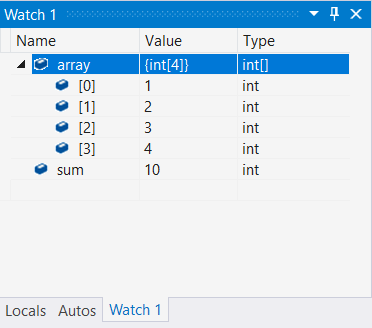 Watch 1
Name Value Type
array {int[4]} int[]
[0] 1 int
[1] 2 int
[2] 3 int
[3] 4 int
sum 10 int
Locals Autos Watch 1